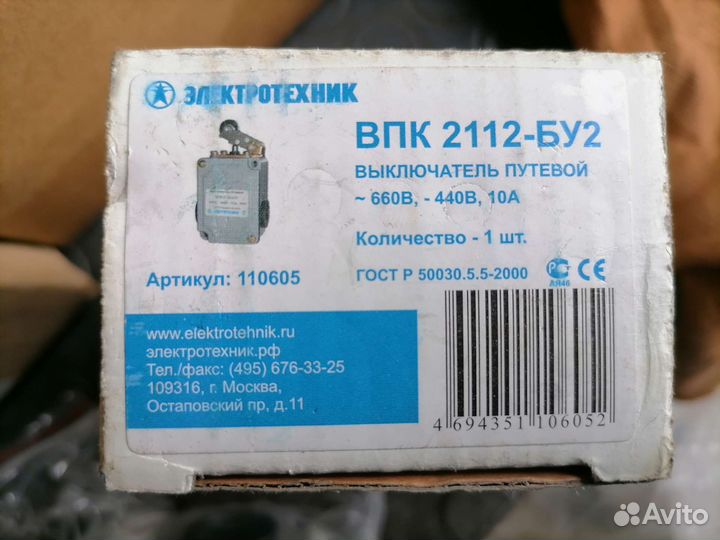 ЭЛЕКТРОТЕХНИК
ВПК 2112-БУ2
ВЫКЛЮЧАТЕЛЬ ПУТЕВОЙ
~ 660В, - 440В, 10А
Количество - 1 шт.
Артикул: 110605
ГОСТ Р 50030.5.5-2000
АЯ46
CE
www.elektrotehnik.ru
электротехник.рф
Тел./факс: (495) 676-33-25
109316, г. Москва,
Остаповский пр, д.11
4 694351 106052
Avito